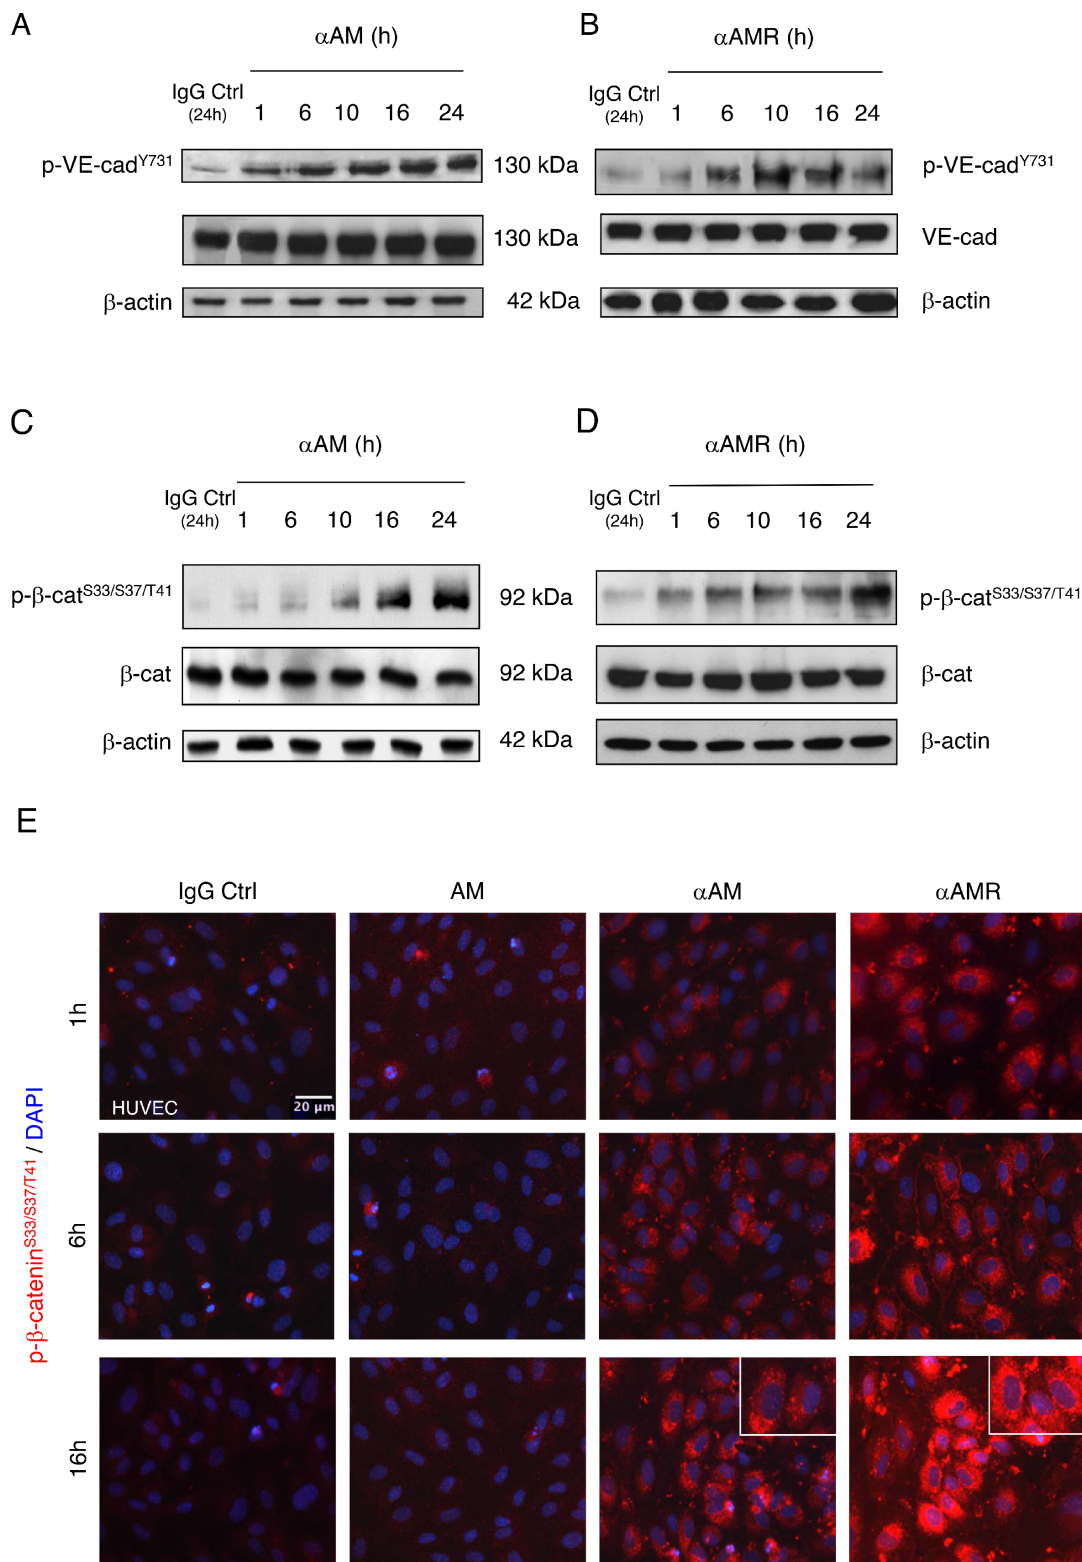 A
αAM (h)
IgG Ctrl
(24h)
1 6 10 16 24
p-VE-cadY731
130 kDa
130 kDa
β-actin
42 kDa
B
αAMR (h)
IgG Ctrl
(24h)
1 6 10 16 24
p-VE-cadY731
VE-cad
β-actin
C
αAM (h)
IgG Ctrl
(24h)
1 6 10 16 24
p-β-catS33/S37/T41
92 kDa
β-cat
92 kDa
β-actin
42 kDa
D
αAMR (h)
IgG Ctrl
(24h)
1 6 10 16 24
p-β-catS33/S37/T41
β-cat
β-actin
E
IgG Ctrl AM αAM αAMR
p-β-cateninS33/S37/T41 / DAPI
1h
HUVEC
20 µm
6h
16h